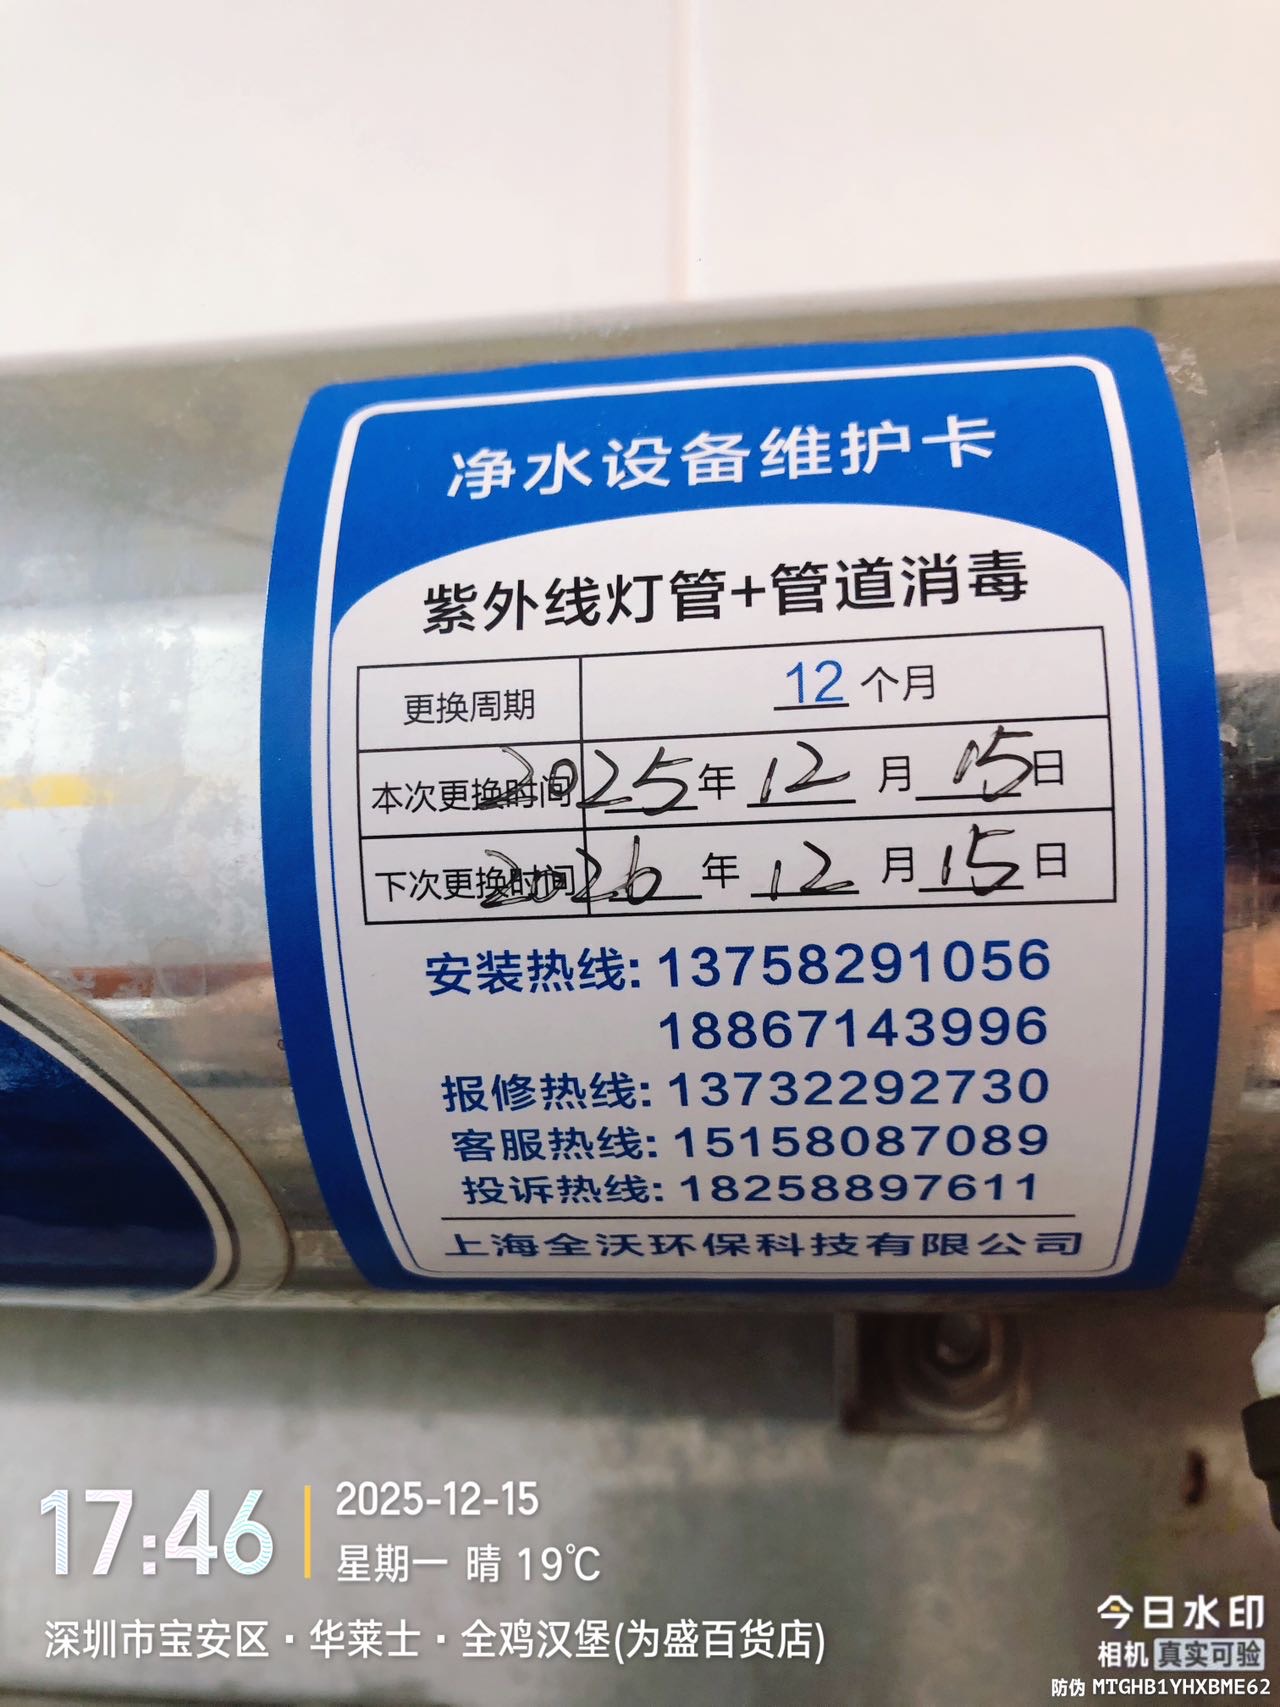 净水设备维护卡
紫外线灯管+管道消毒
更换周期 12 个月
本次更换时间 2025 年 12 月 15 日
下次更换时间 2026 年 12 月 15 日
安装热线: 13758291056
18867143996
报修热线: 13732292730
客服热线: 15158087089
投诉热线: 18258897611
上海全沃环保科技有限公司
17:46
2025-12-15
星期一 晴 19℃
深圳市宝安区·华莱士·全鸡汉堡(为盛百货店)
今日水印
相机 真实可验
防伪 MTGHB1YHXBME62